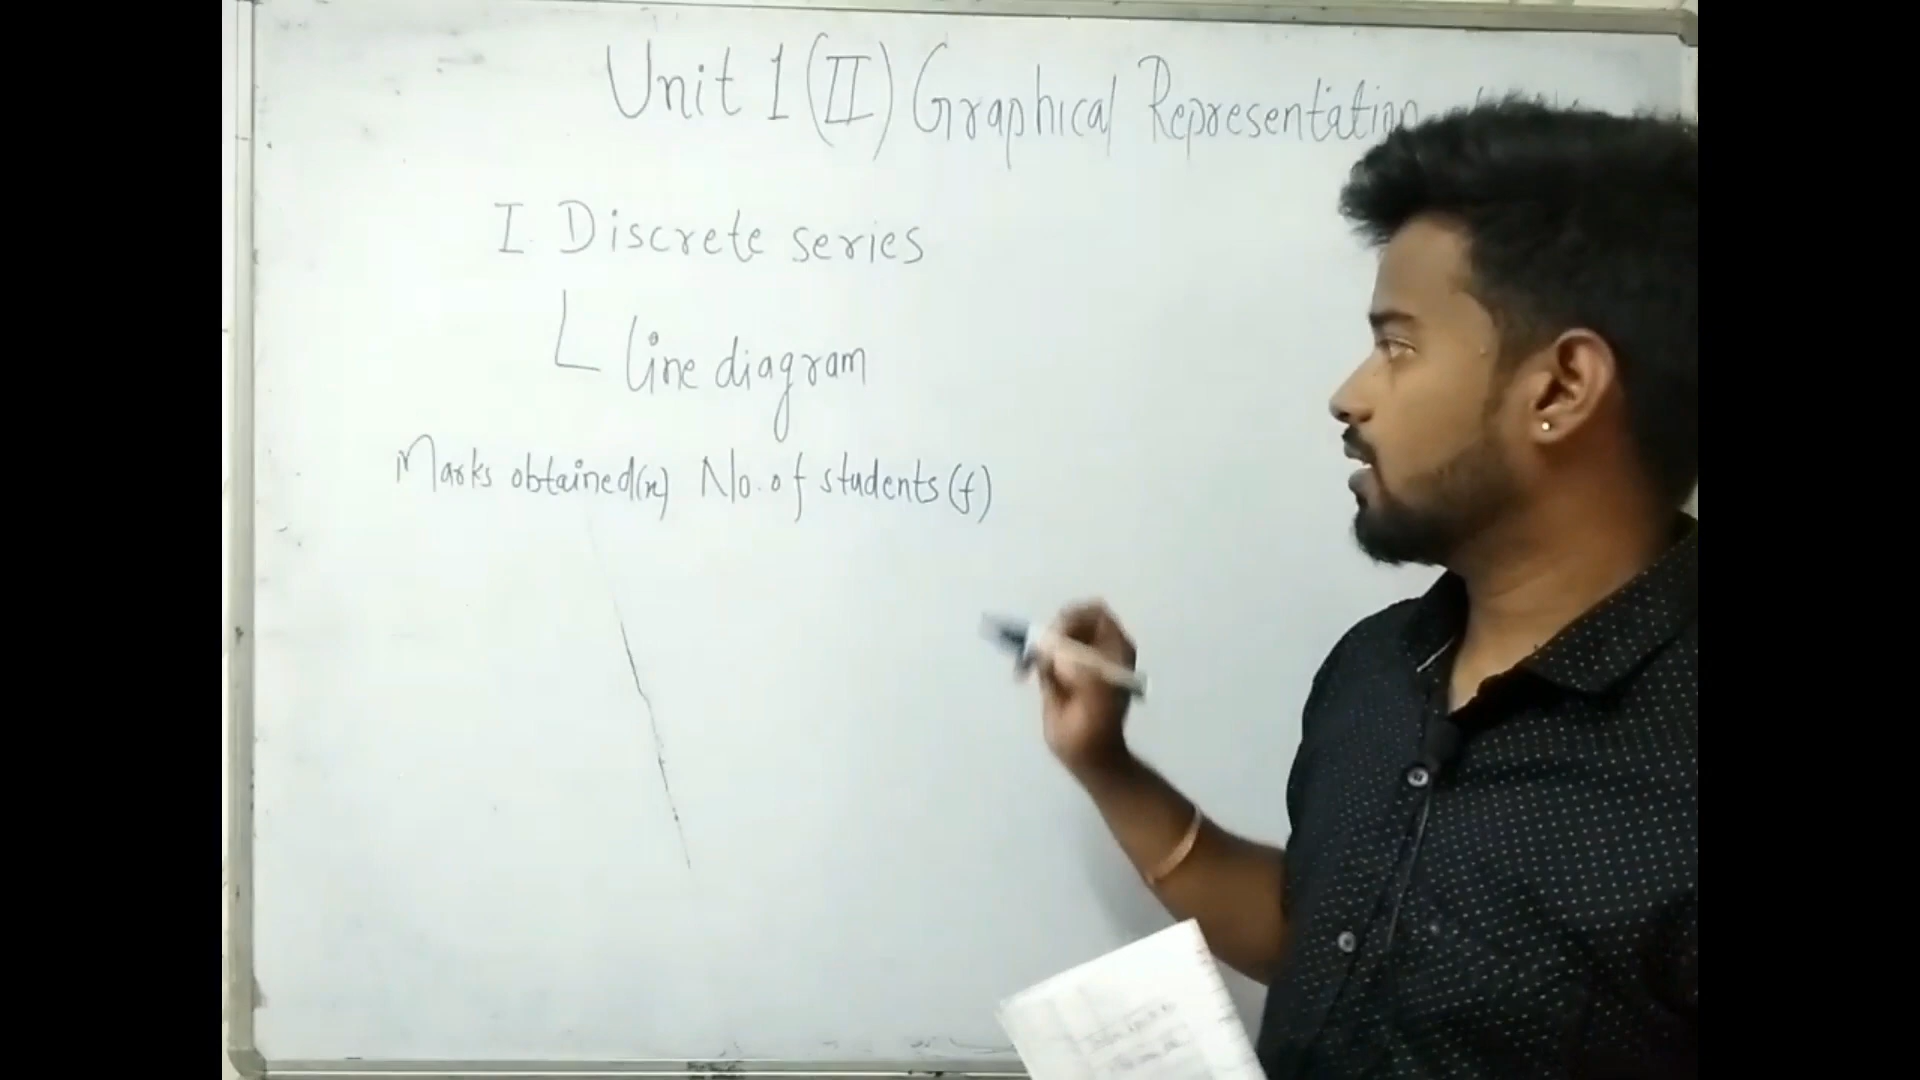 Unit 1 (II) Graphical Representation
I. Discrete series
Line diagram
Marks obtained(x) No. of students (f)